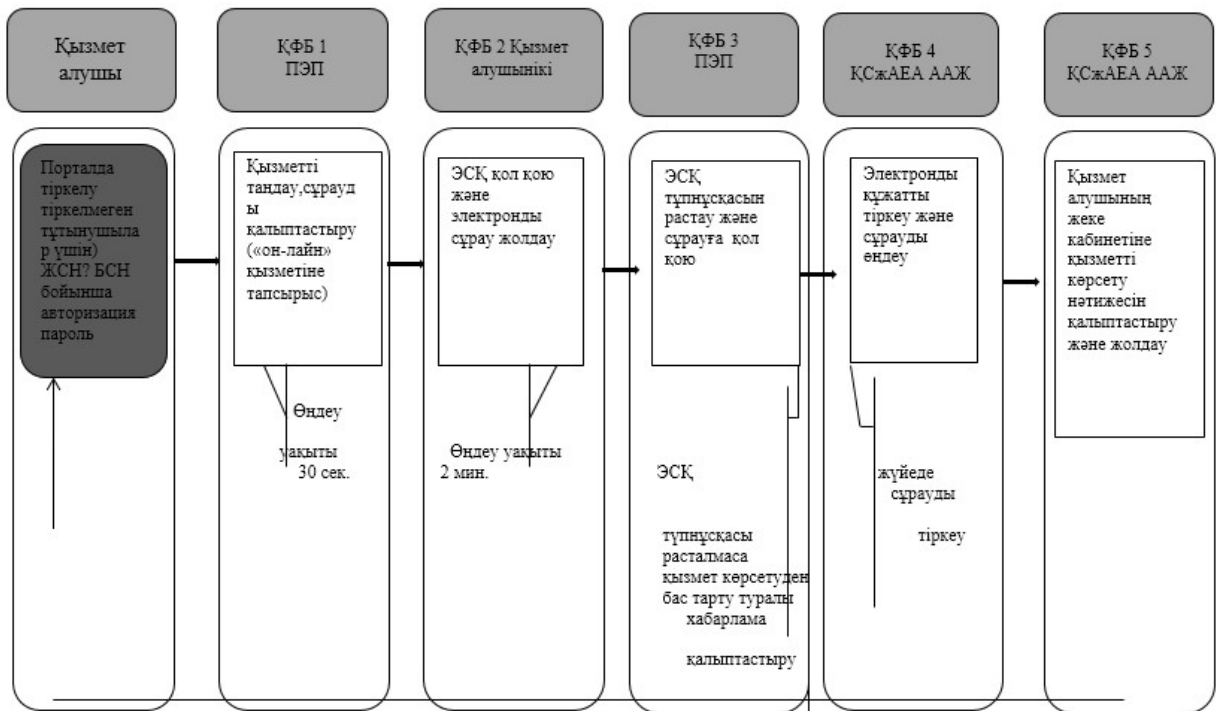 Қызмет
алушы
ҚФБ 1
ПЭП
ҚФБ 2 Қызмет
алушынікі
ҚФБ 3
ПЭП
ҚФБ 4
ҚСжАЕА ААЖ
ҚФБ 5
ҚСжАЕА ААЖ
Порталда
тіркелу
тіркелмеген
тұтынушыла
р үшін)
ЖСН? БСН
бойынша
авторизация
пароль
Қызметті
таңдау,сұрауд
ы
қалыптастыру
(«он-лайн»
қызметіне
тапсырыс)
Өңдеу
уақыты
30 сек.
ЭСҚ қол қою
және
электронды
сұрау жолдау
Өңдеу уақыты
2 мин.
ЭСҚ
тұпнұсқасын
растау және
сұрауға қол
қою
ЭСҚ
түпнұсқасы
расталмаса
қызмет көрсетуден
бас тарту туралы
хабарлама
қалыптастыру
Электронды
құжатты
тіркеу және
сұрауды
өңдеу
жүйеде
сұрауды
тіркеу
Қызмет
алушының
жеке
кабинетіне
қызметті
көрсету
нәтижесін
қалыптастыру
және жолдау